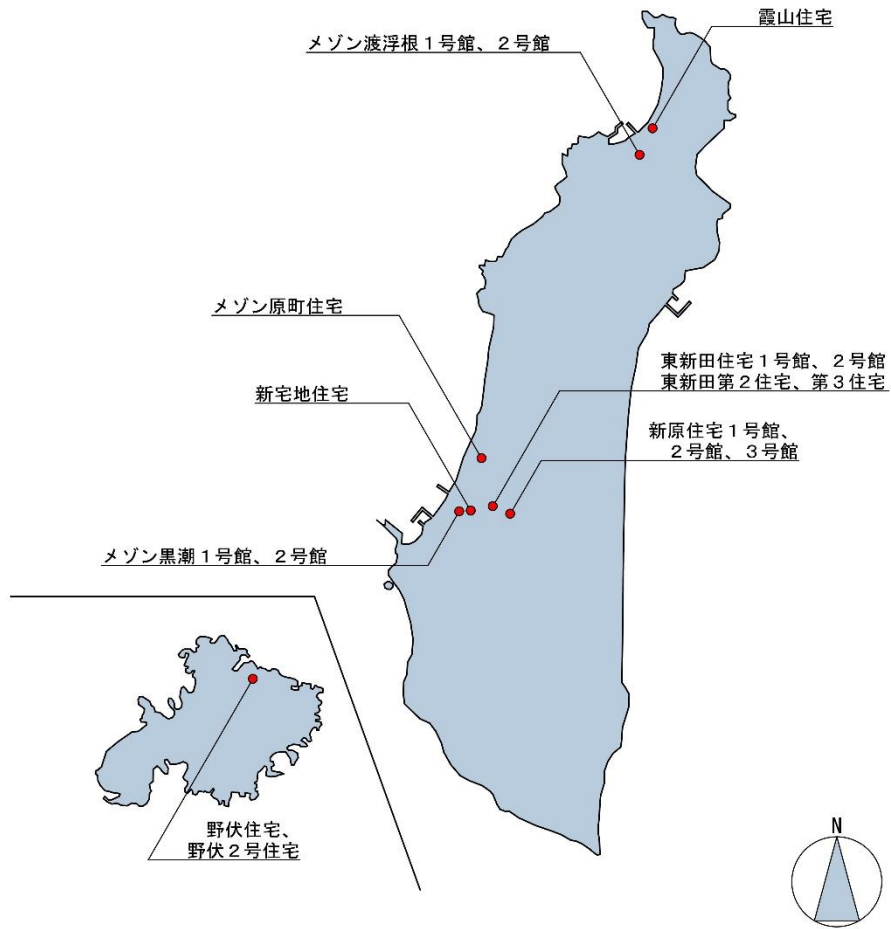 霞山住宅
メゾン渡浮根１号館、２号館
メゾン原町住宅
東新田住宅１号館、２号館
東新田第２住宅、第３住宅
新宅地住宅
新原住宅１号館、
２号館、３号館
メゾン黒潮１号館、２号館
野伏住宅、
野伏２号住宅
N